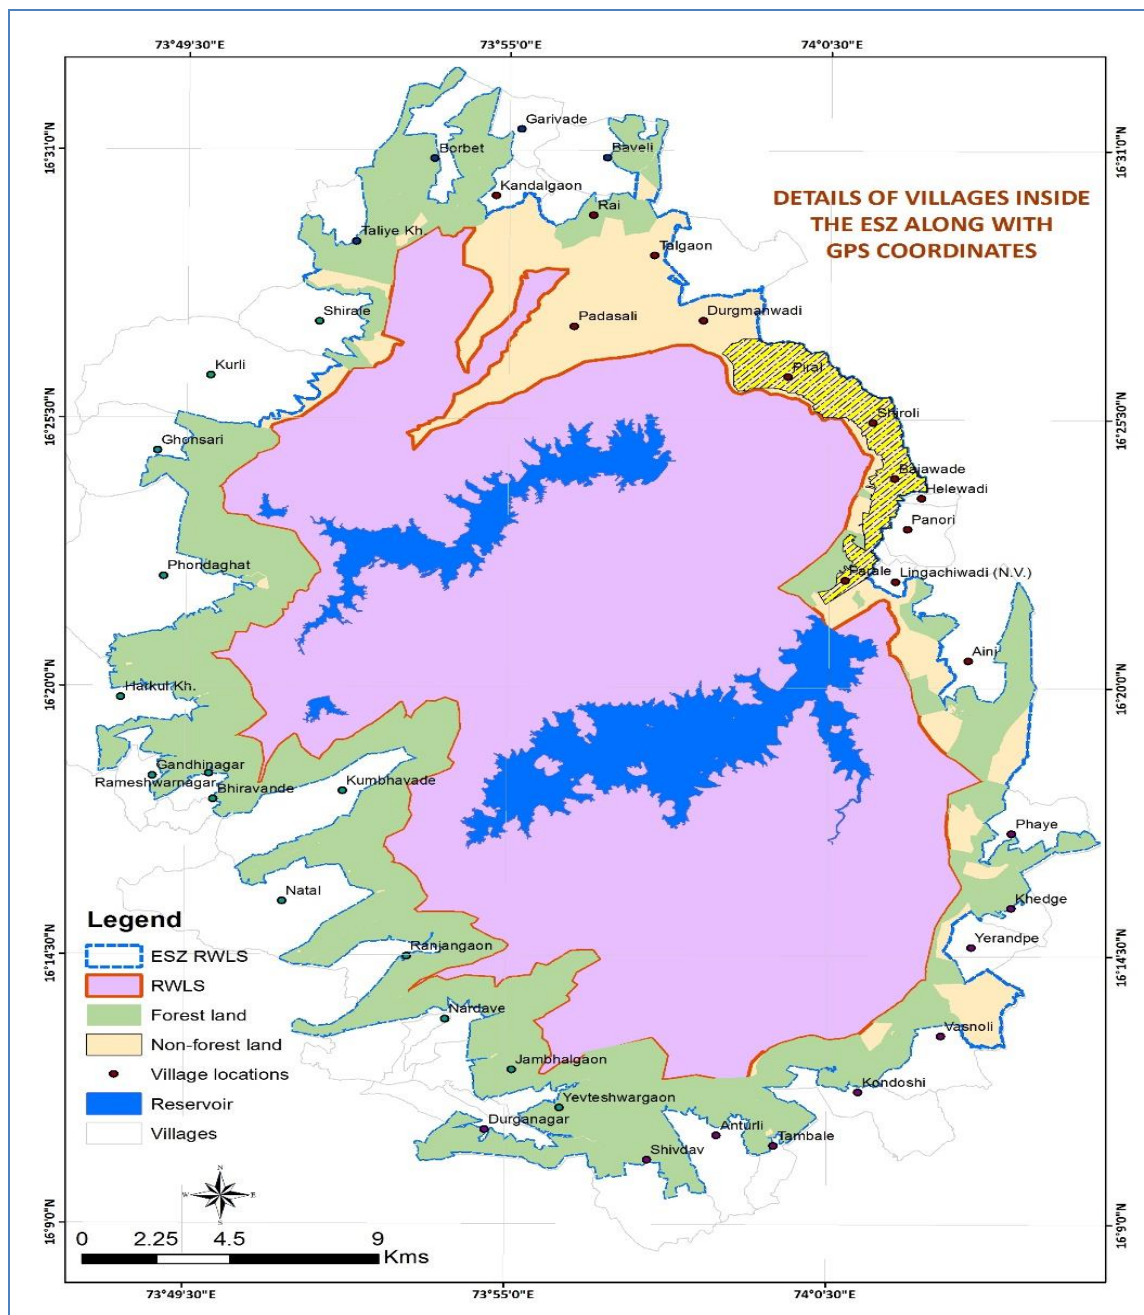 73°49'30"E
73°55'0"E
74°0'30"E
16°31'0"N
16°31'0"N
Garivade
Borbet
Baveli
Kandalgaon
Rai
DETAILS OF VILLAGES INSIDE
THE ESZ ALONG WITH
GPS COORDINATES
Taliye Kh.
Talgaon
Shirale
Padasali
Durgmanwadi
Kurli
Piral
16°25'30"N
16°25'30"N
Shiroli
Ghonsari
Bajawade
Helewadi
Panori
Phondaghat
Farale
Lingachiwadi (N.V.)
Aini
16°20'0"N
16°20'0"N
Harkul Kh.
Gandhinagar
Rameshwarnagar
Bhiravande
Kumbhavade
Phaye
Natal
Khedge
Legend
Ranjangaon
Yerandpe
16°14'30"N
16°14'30"N
ESZ RWLS
RWLS
Forest land
Nardave
Vasnoli
Non-forest land
Jambhalgaon
Village locations
Kondoshi
Reservoir
Yevteshwargaon
Durganagar
Villages
Anturli
Tambale
Shivdav
N
W
E
S
16°9'0"N
16°9'0"N
0 2.25 4.5 9
Kms
73°49'30"E
73°55'0"E
74°0'30"E